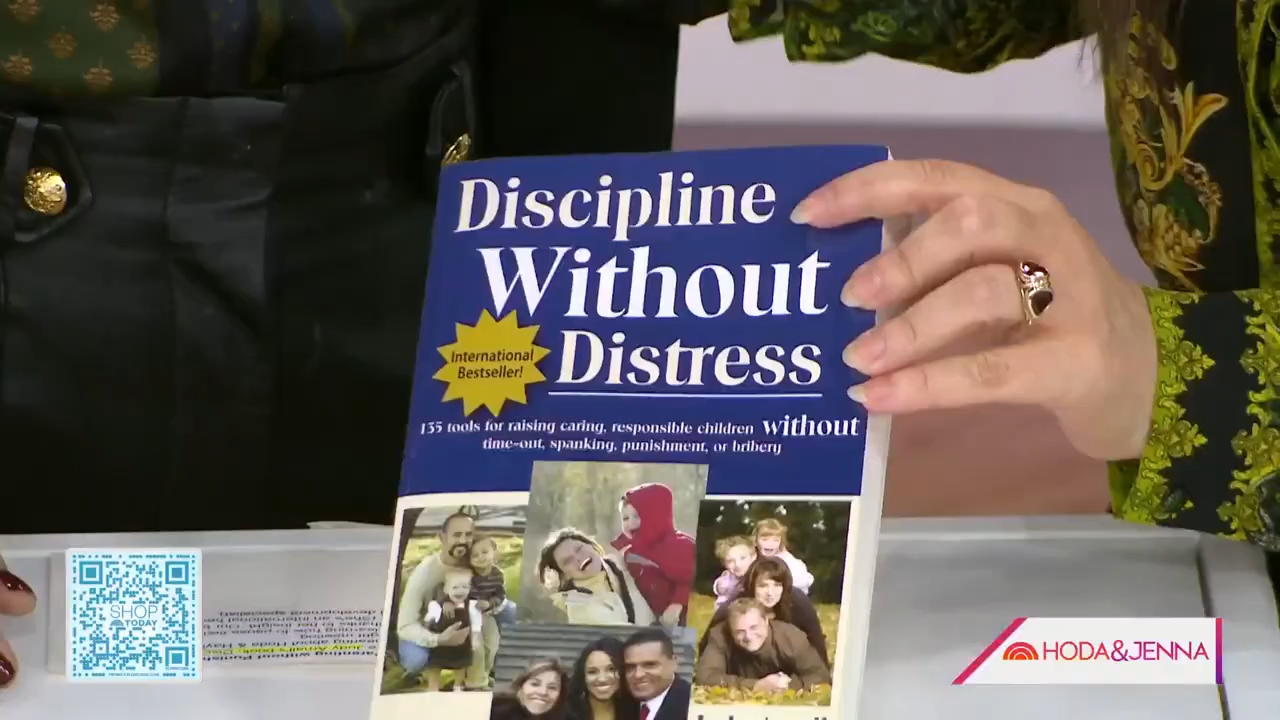 Discipline
Without
Distress
International
Bestseller!
135 tools for raising caring, responsible children without
time-out, spanking, punishment, or bribery
SHOP
TODAY
HODA&JENNA